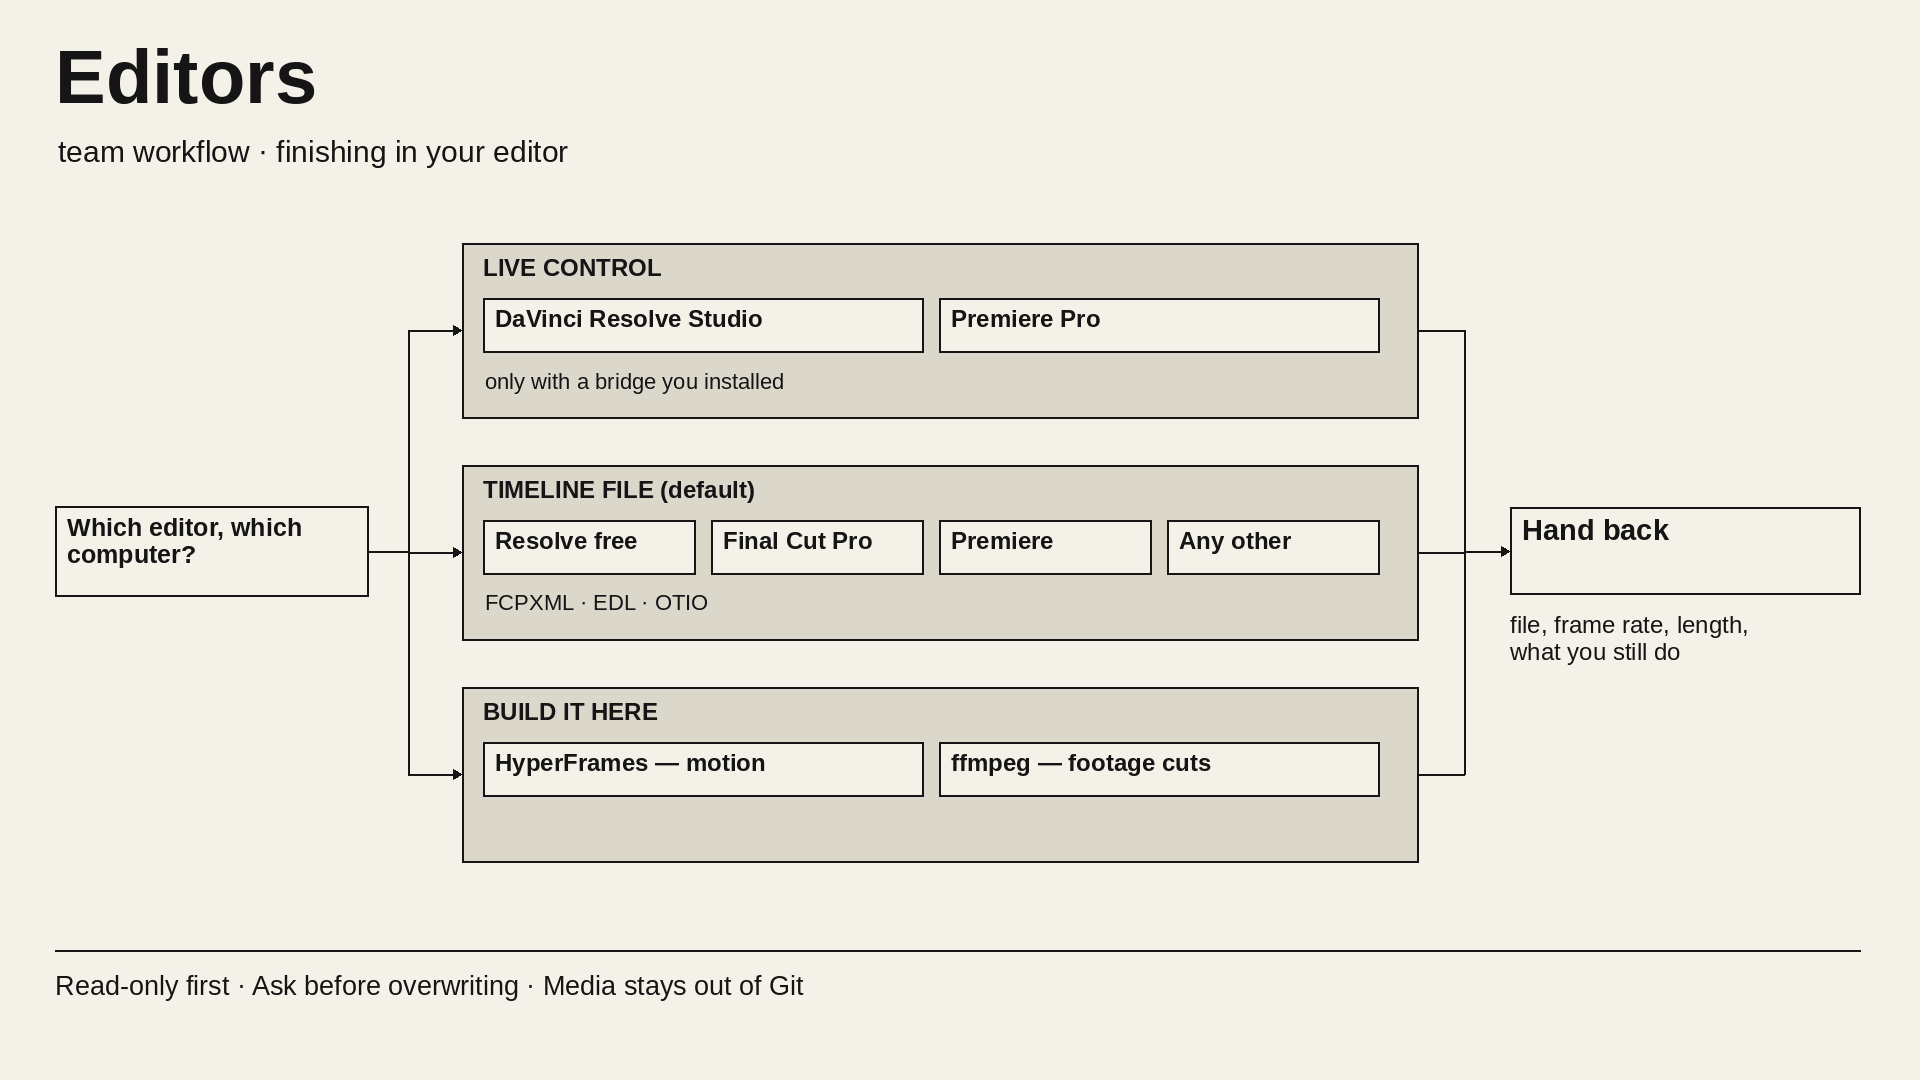 Editors
team workflow · finishing in your editor
LIVE CONTROL
DaVinci Resolve Studio
Premiere Pro
only with a bridge you installed
Which editor, which
computer?
TIMELINE FILE (default)
Resolve free
Final Cut Pro
Premiere
Any other
FCPXML · EDL · OTIO
BUILD IT HERE
HyperFrames — motion
ffmpeg — footage cuts
Hand back
file, frame rate, length,
what you still do
Read-only first · Ask before overwriting · Media stays out of Git